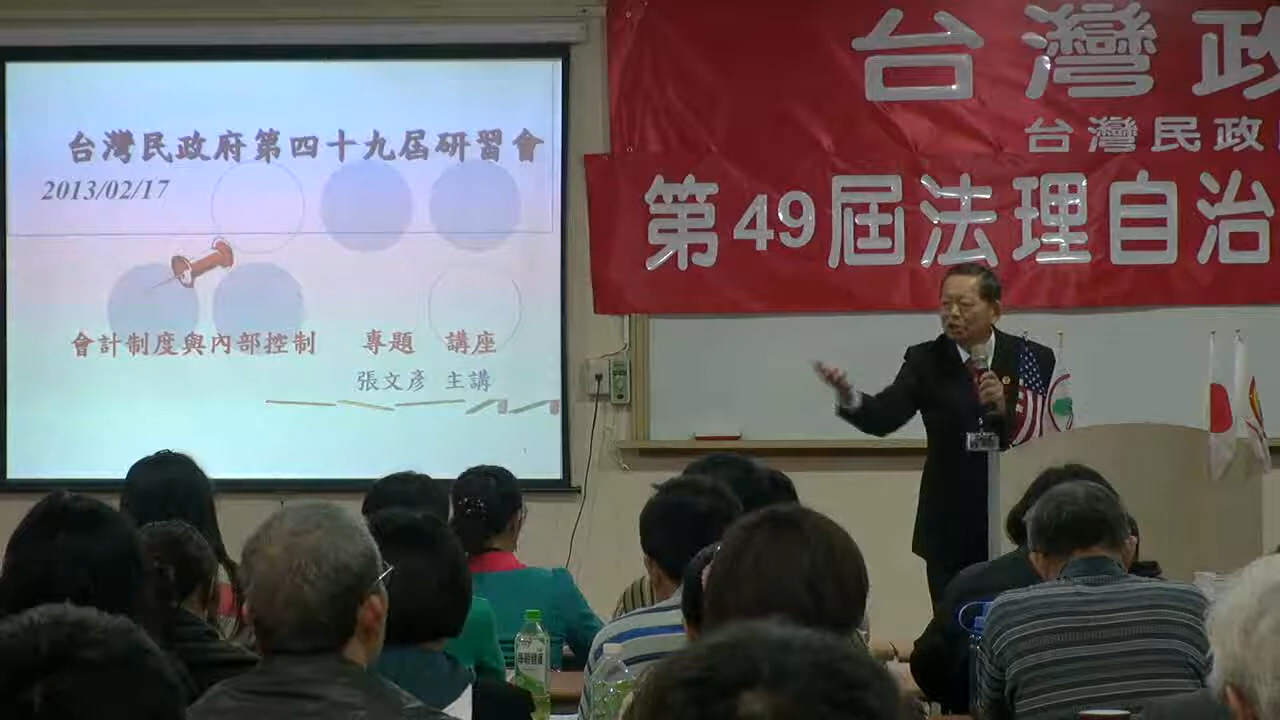 台灣民政府第四十九屆研習會
2013/02/17
會計制度與內部控制 專題 講座
張文彥 主講
台灣政
台灣民政
第49屆法理自治